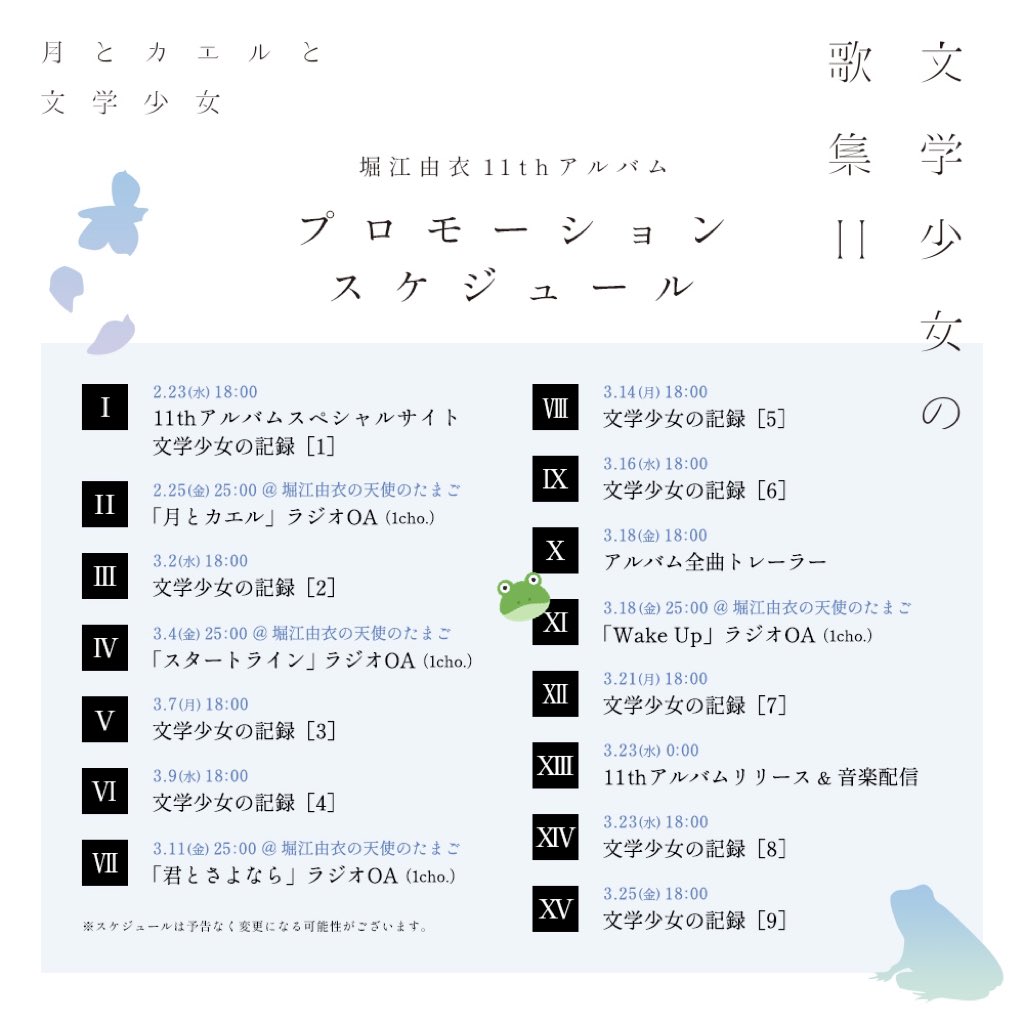 月とカエルと
文学少女
文学少女の
歌集II
堀江由衣11thアルバム
プロモーション
スケジュール
I
2.23(水) 18:00
11thアルバムスペシャルサイト
文学少女の記録［1］
II
2.25(金) 25:00 @ 堀江由衣の天使のたまご
「月とカエル」ラジオOA（1cho.）
III
3.2(水) 18:00
文学少女の記録［2］
IV
3.4(金) 25:00 @ 堀江由衣の天使のたまご
「スタートライン」ラジオOA（1cho.）
V
3.7(月) 18:00
文学少女の記録［3］
VI
3.9(水) 18:00
文学少女の記録［4］
VII
3.11(金) 25:00 @ 堀江由衣の天使のたまご
「君とさよなら」ラジオOA（1cho.）
※スケジュールは予告なく変更になる可能性がございます。
VIII
3.14(月) 18:00
文学少女の記録［5］
IX
3.16(水) 18:00
文学少女の記録［6］
X
3.18(金) 18:00
アルバム全曲トレーラー
XI
3.18(金) 25:00 @ 堀江由衣の天使のたまご
「Wake Up」ラジオOA（1cho.）
XII
3.21(月) 18:00
文学少女の記録［7］
XIII
3.23(水) 0:00
11thアルバムリリース & 音楽配信
XIV
3.23(水) 18:00
文学少女の記録［8］
XV
3.25(金) 18:00
文学少女の記録［9］